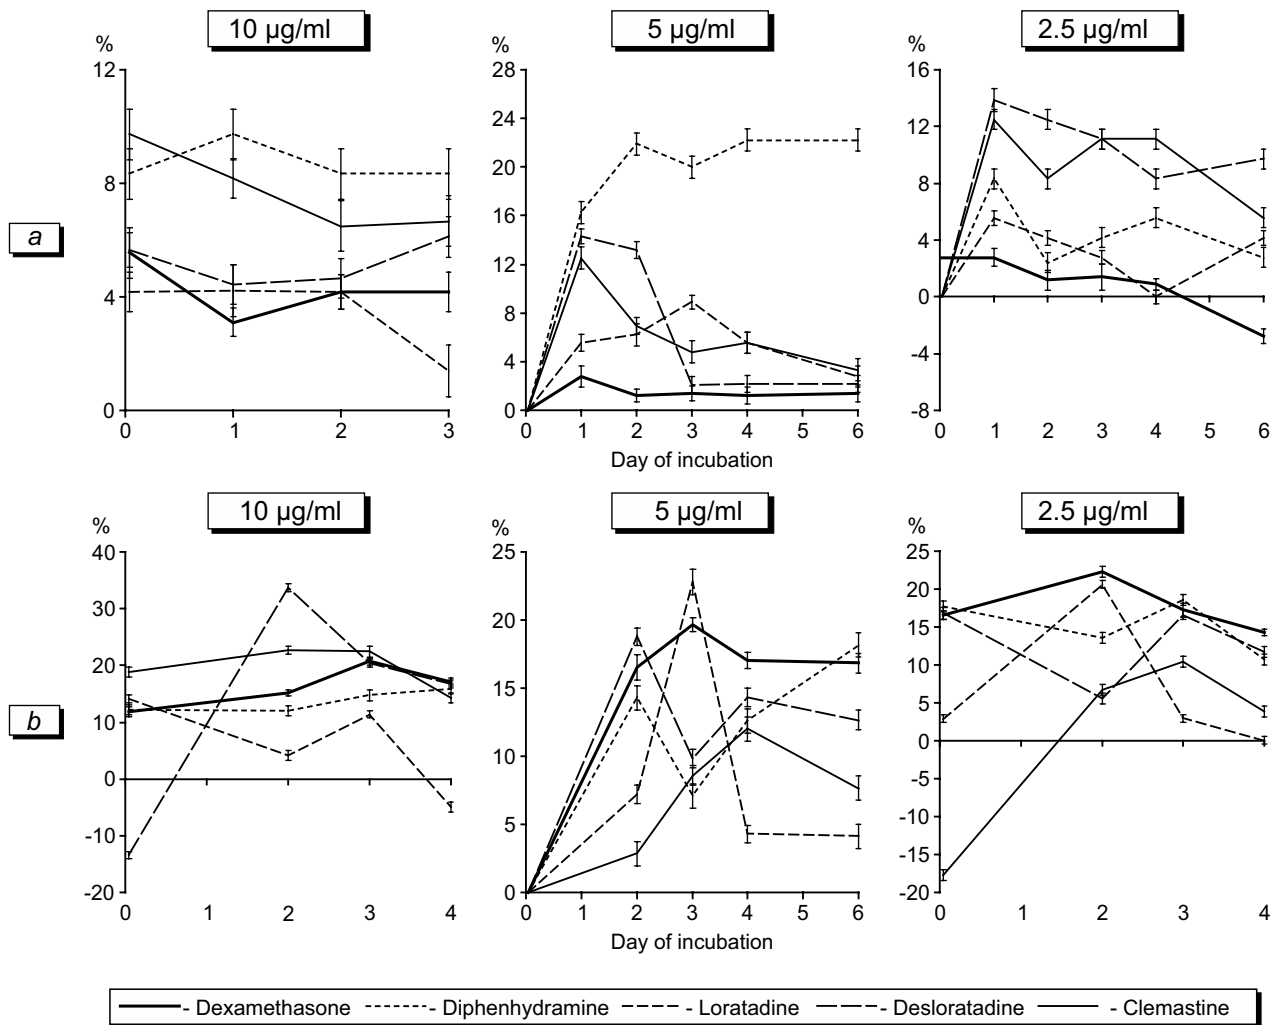 10 µg/ml 5 µg/ml 2.5 µg/ml
% % %
12 28 16
24
12
20
8 8
16
a
12 4
4 8 0
4 -4
0 0 -8
0 1 2 3 0 1 2 3 4 5 6 0 1 2 3 4 5 6
Day of incubation
10 µg/ml 5 µg/ml 2.5 µg/ml
% % %
40 25 25
20
30 20
15
20 15 10
5
b
10 0
10
0 -5
5 -10
-10
-15
-20 0 -20
0 1 2 3 4 0 1 2 3 4 5 6 0 1 2 3 4
Day of incubation
- Dexamethasone - Diphenhydramine - Loratadine - Desloratadine - Clemastine